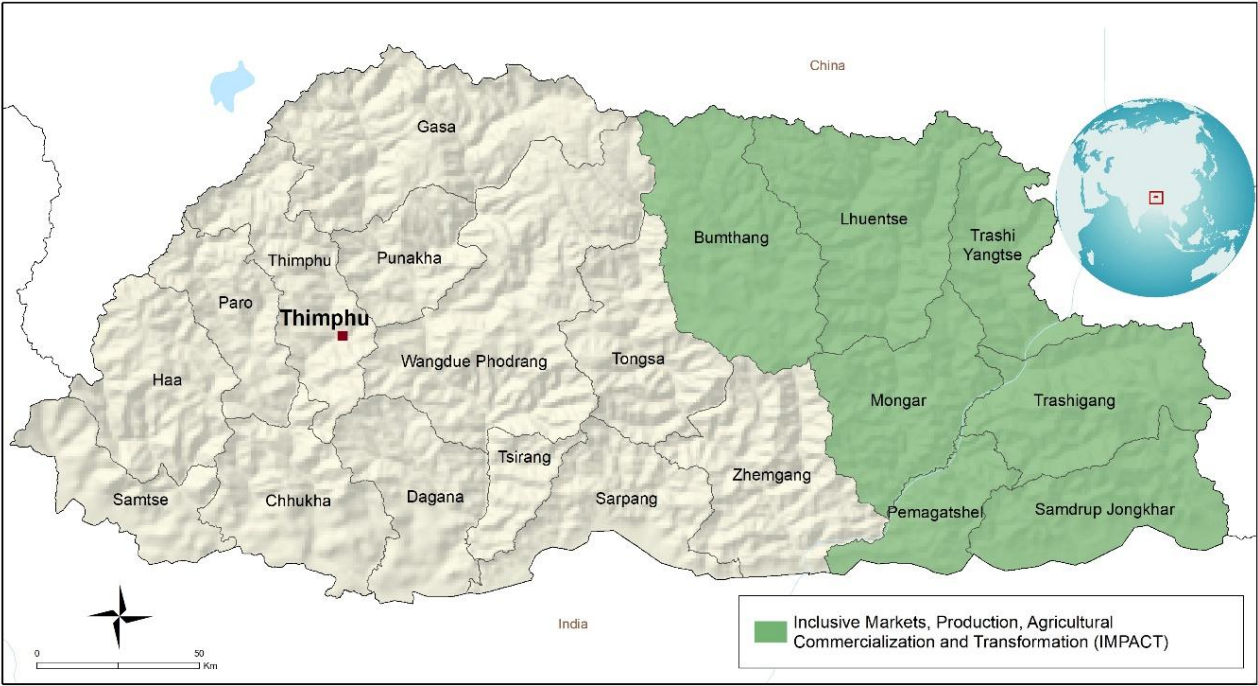 China
Gasa
Bumthang
Lhuentse
Trashi
Yangtse
Thimphu
Punakha
Paro
Thimphu
Haa
Wangdue Phodrang
Tongsa
Mongar
Trashigang
Tsirang
Zhemgang
Samtse
Chhukha
Dagana
Sarpang
Pemagatshel
Samdrup Jongkhar
India
0 50
Km
Inclusive Markets, Production, Agricultural
Commercialization and Transformation (IMPACT)